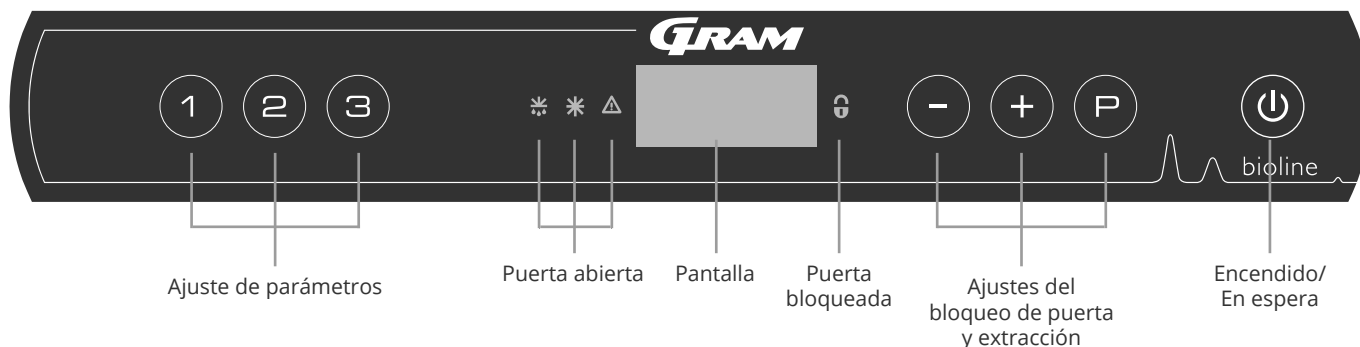 GRAM
1 2 3 - + P
bioline
Ajuste de parámetros
Puerta abierta
Pantalla
Puerta
bloqueada
Ajustes del
bloqueo de puerta
y extracción
Encendido/
En espera